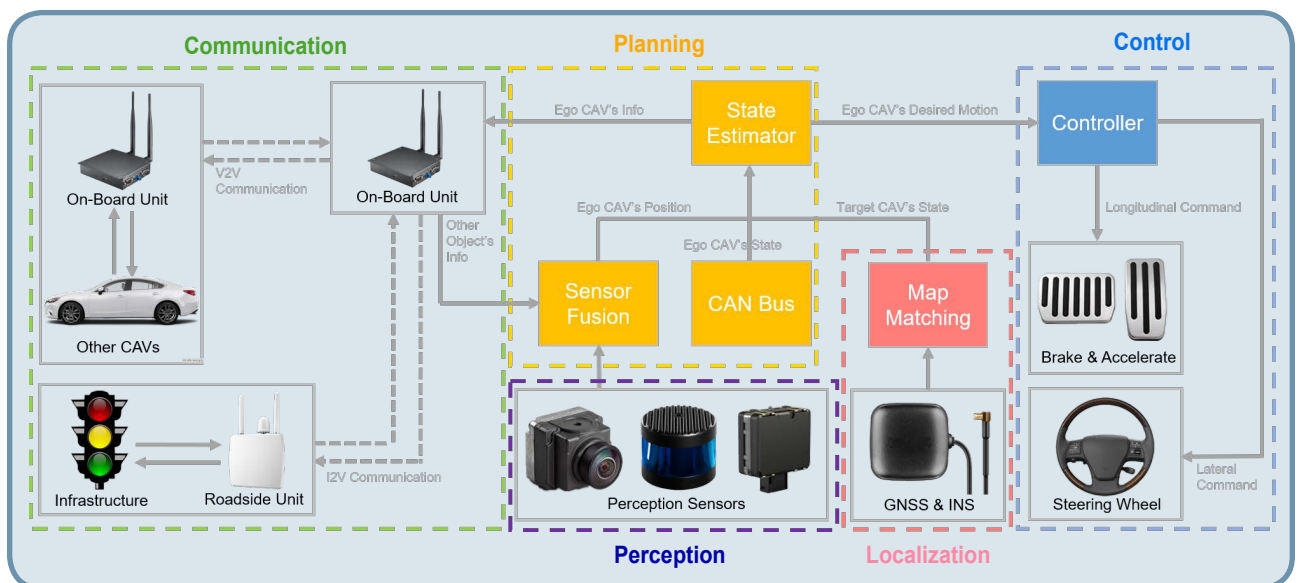 Communication
Planning
Control
On-Board Unit
V2V
Communication
Other CAVs
On-Board Unit
Ego CAV's Info
State
Estimator
Ego CAV's Desired Motion
Controller
Other
Object's
Info
Ego CAV's Position
Target CAV's State
Ego CAV's State
Sensor
Fusion
CAN Bus
Map
Matching
Longitudinal Command
Brake & Accelerate
Infrastructure
Roadside Unit
I2V Communication
Perception Sensors
GNSS & INS
Steering Wheel
Lateral
Command
Perception
Localization